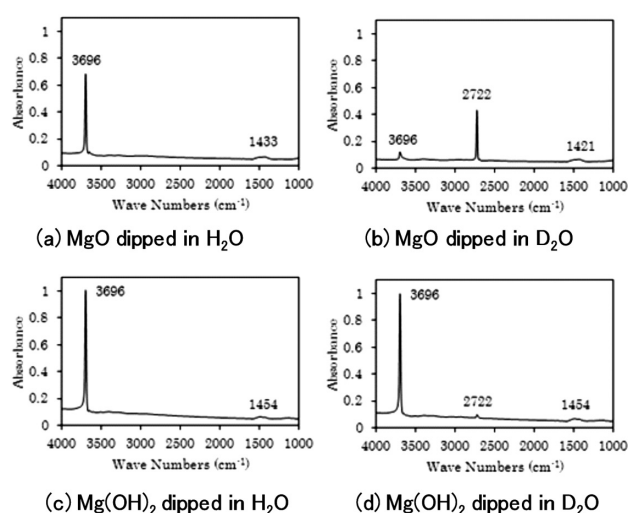 3696
1433
Absorbance
1
0.8
0.6
0.4
0.2
0
4000 3500 3000 2500 2000 1500 1000
Wave Numbers (cm⁻¹)
(a) MgO dipped in H₂O
2722
3696
1421
Absorbance
1
0.8
0.6
0.4
0.2
0
4000 3500 3000 2500 2000 1500 1000
Wave Numbers (cm⁻¹)
(b) MgO dipped in D₂O
3696
1454
Absorbance
1
0.8
0.6
0.4
0.2
0
4000 3500 3000 2500 2000 1500 1000
Wave Numbers (cm⁻¹)
(c) Mg(OH)₂ dipped in H₂O
3696
2722
1454
Absorbance
1
0.8
0.6
0.4
0.2
0
4000 3500 3000 2500 2000 1500 1000
Wave Numbers (cm⁻¹)
(d) Mg(OH)₂ dipped in D₂O